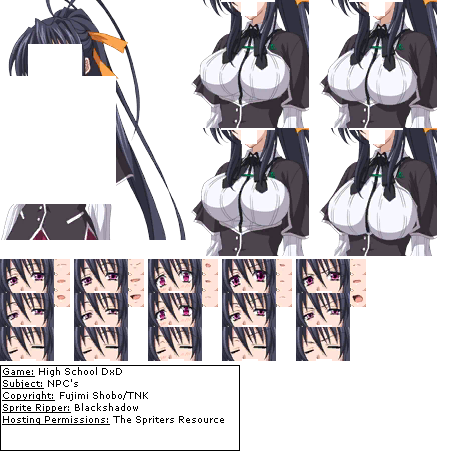 Game: High School DxD
Subject: NPC's
Copyright: Fujimi Shobo/TNK
Sprite Ripper: Blackshadow
Hosting Permissions: The Spriters Resource